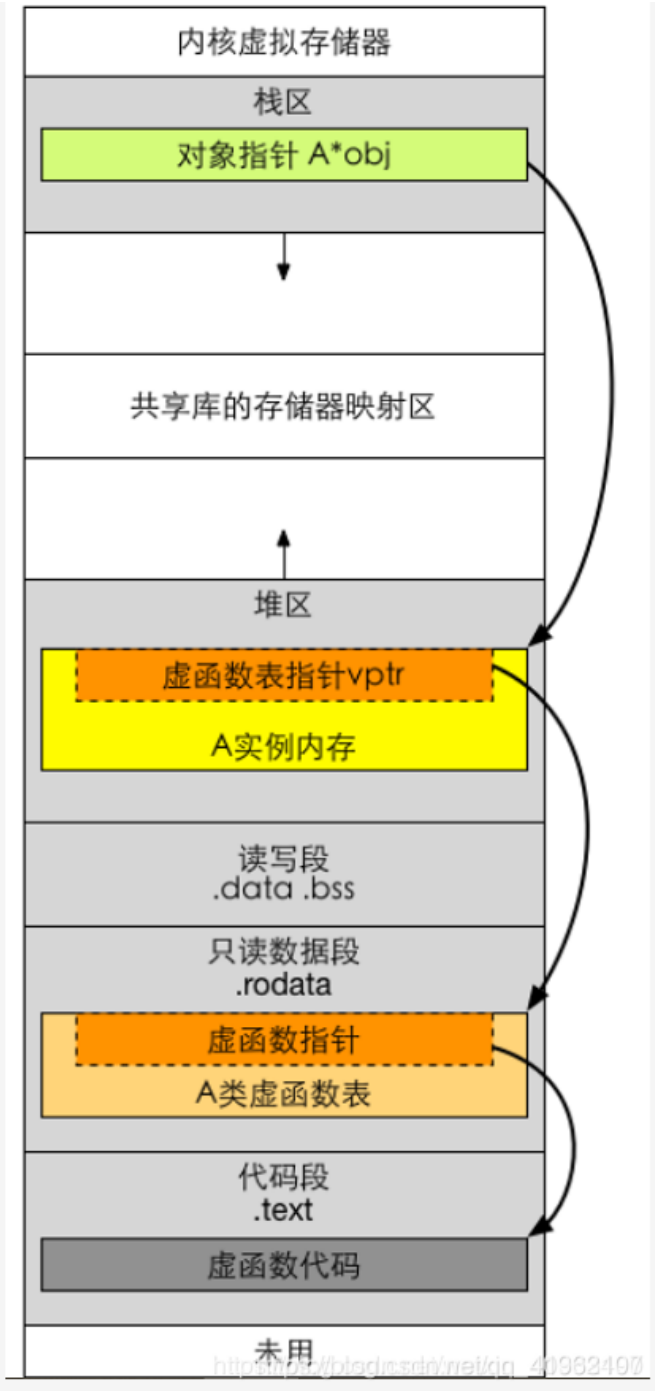 内核虚拟存储器
栈区
对象指针 A*obj
共享库的存储器映射区
堆区
虚函数表指针vptr
A实例内存
读写段
.data .bss
只读数据段
.rodata
虚函数指针
A类虚函数表
代码段
.text
虚函数代码
未用